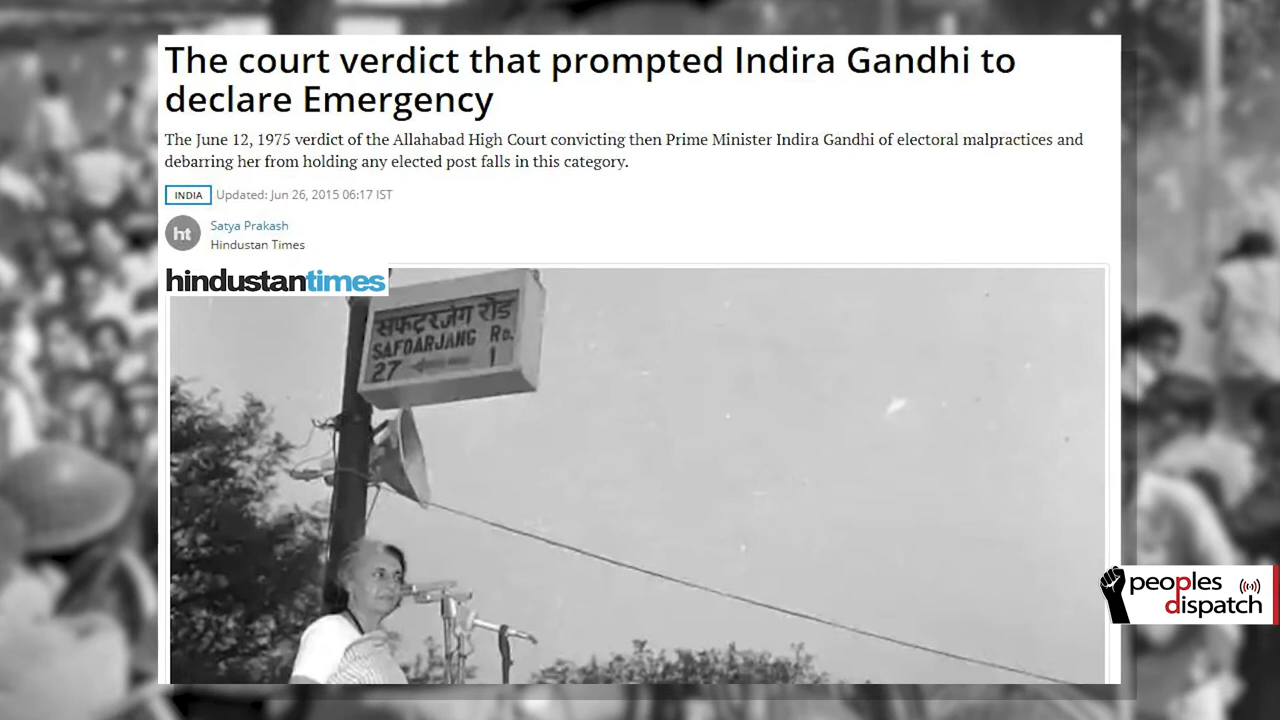 The court verdict that prompted Indira Gandhi to
declare Emergency
The June 12, 1975 verdict of the Allahabad High Court convicting then Prime Minister Indira Gandhi of electoral malpractices and
debarring her from holding any elected post falls in this category.
INDIA Updated: Jun 26, 2015 06:17 IST
ht
Satya Prakash
Hindustan Times
hindustantimes
सफदरजंग रोड
SAFDARJANG RD.
27 1
peoples
dispatch